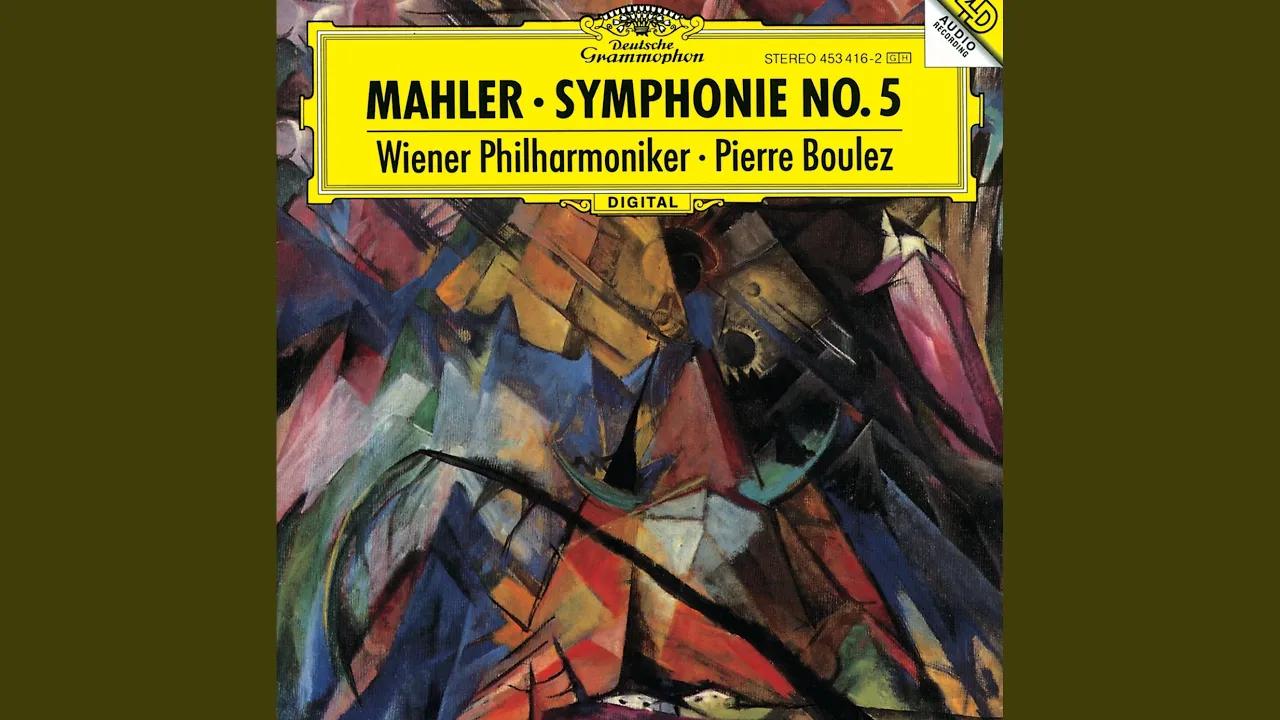 Deutsche
Grammophon
STEREO 453 416-2 GH
MAHLER · SYMPHONIE NO. 5
Wiener Philharmoniker · Pierre Boulez
DIGITAL
AUDIO
RECORDING